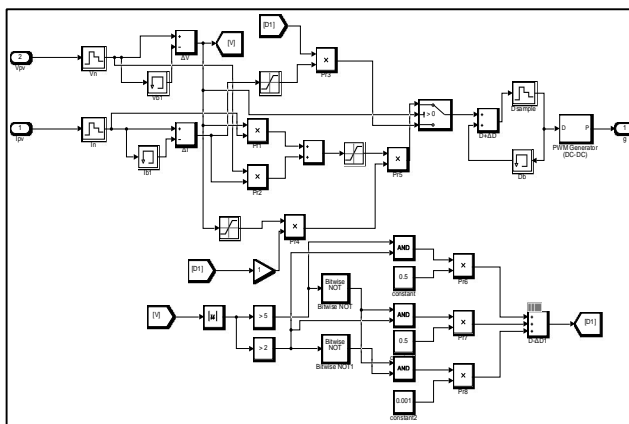 2
Vpv
Vn
Vb1
ΔV
[V]
[D1]
Pr3
1
Ipv
In
Ib1
ΔI
Pr1
Pr2
Pr5
> 0
D+ΔD
Dsample
Db
D
P
PWM Generator
(DC-DC)
1
g
Pr4
[D1]
1
[V]
|u|
> 5
> 2
Bitwise
NOT
Bitwise NOT
Bitwise
NOT
Bitwise NOT1
AND
0.5
constant
Pr6
AND
0.5
Pr7
AND
0.001
constant2
Pr8
D-ΔD1
[D1]